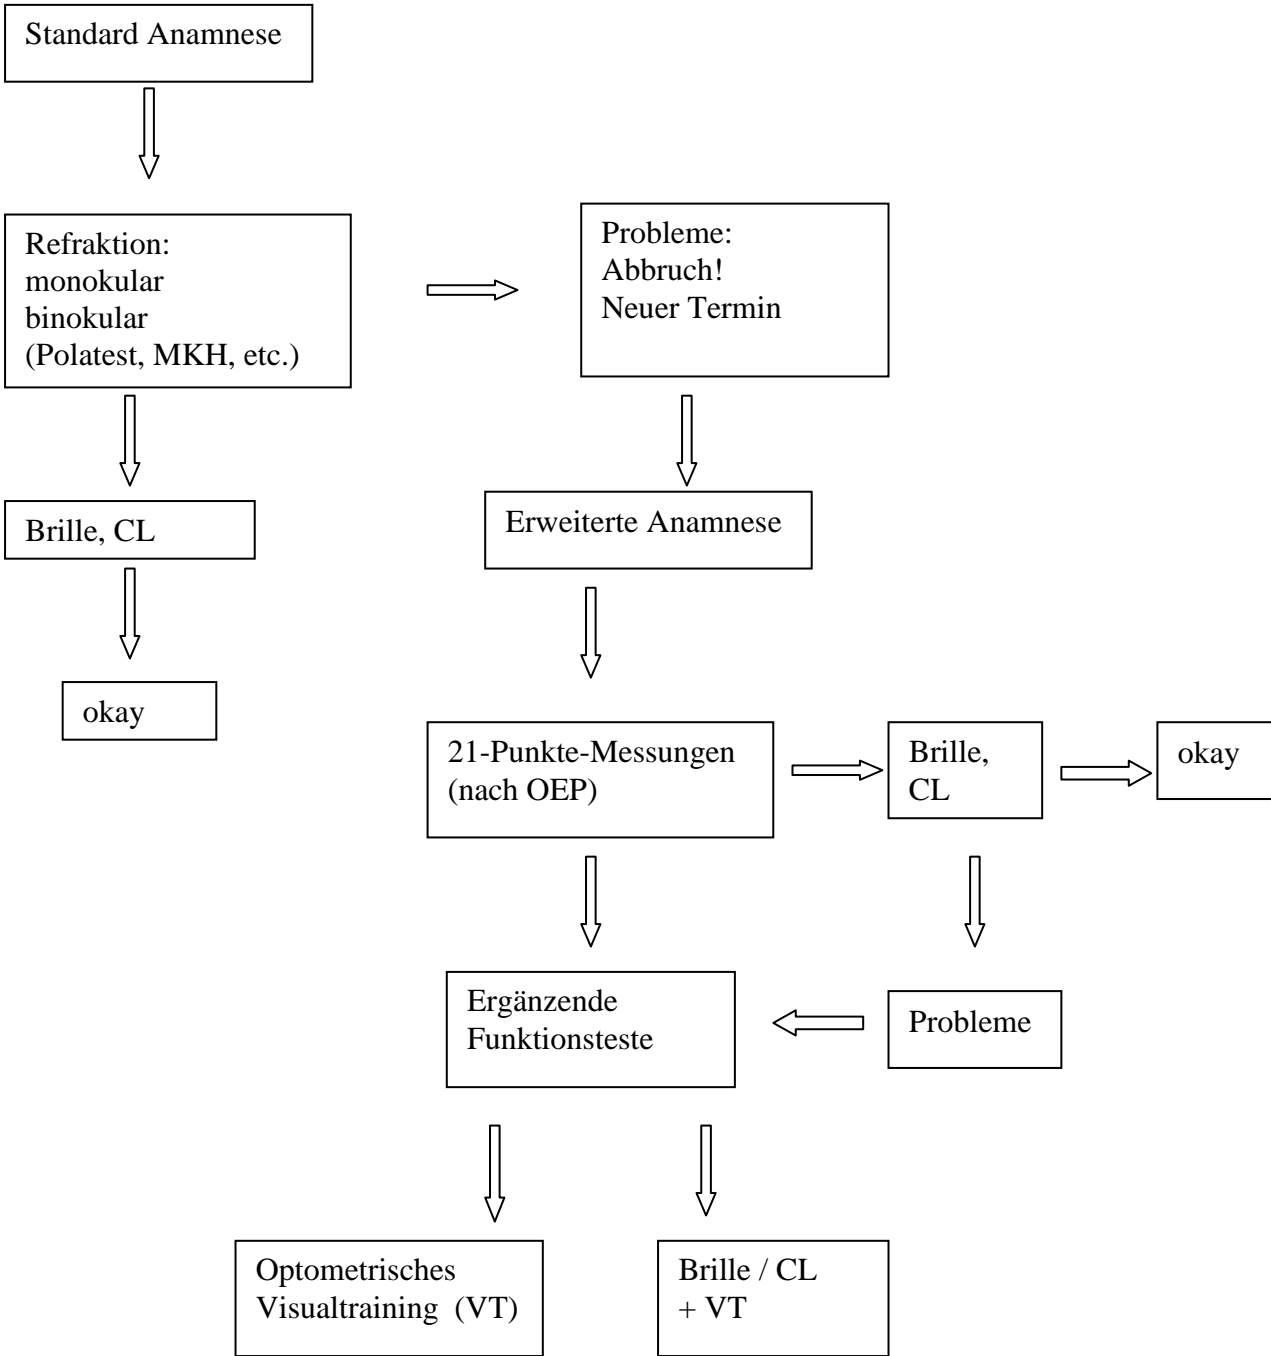 Standard Anamnese
Refraktion:
monokular
binokular
(Polatest, MKH, etc.)
Probleme:
Abbruch!
Neuer Termin
Brille, CL
Erweiterte Anamnese
okay
21-Punkte-Messungen
(nach OEP)
Brille,
CL
okay
Ergänzende
Funktionsteste
Probleme
Optometrisches
Visualtraining (VT)
Brille / CL
+ VT